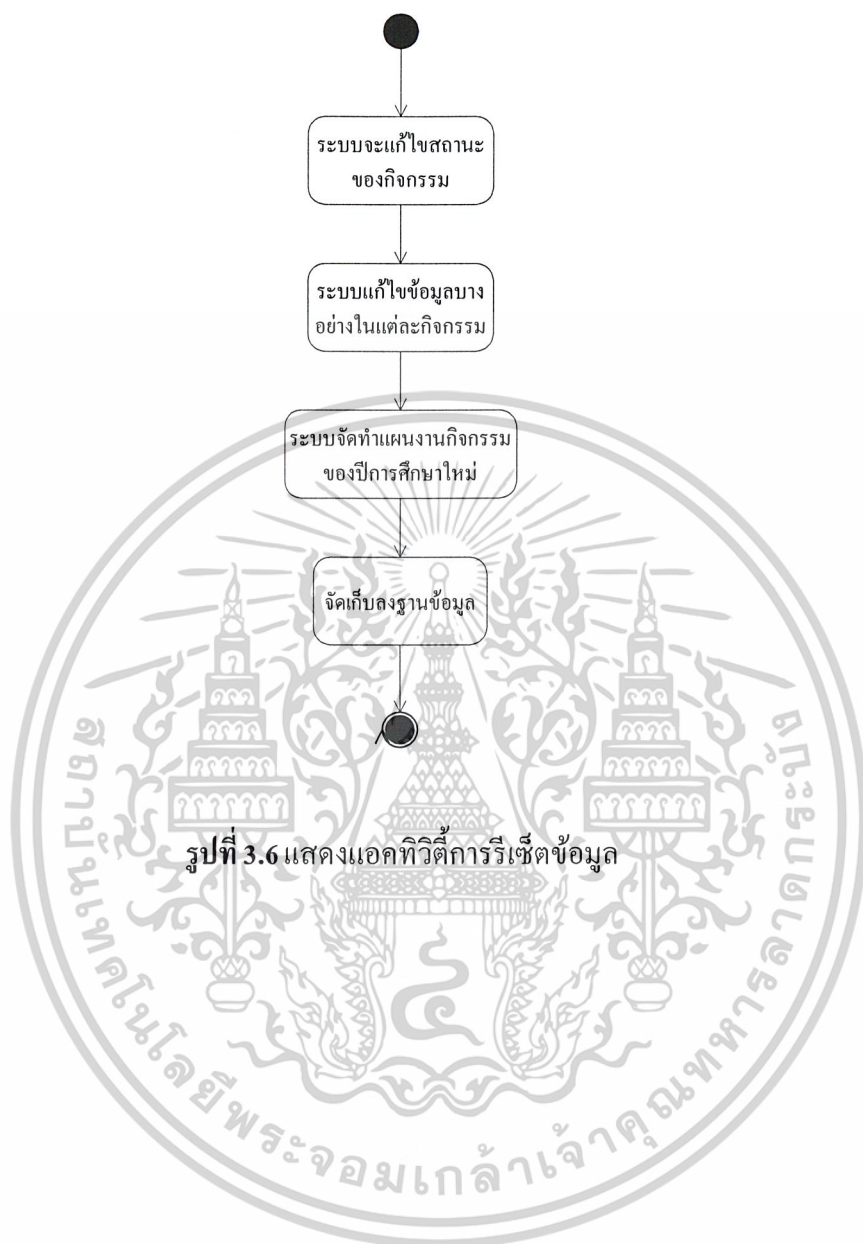 ระบบจะแก้ไขสถานะ
ของกิจกรรม
ระบบแก้ไขข้อมูลบาง
อย่างในแต่ละกิจกรรม
ระบบจัดทำแผนงานกิจกรรม
ของปีการศึกษาใหม่
จัดเก็บลงฐานข้อมูล
รูปที่ 3.6 แสดงแอคทิวิตี้การรีเซ็ตข้อมูล
สถาบันเทคโนโลยีพระจอมเกล้าเจ้าคุณทหารลาดกระบัง